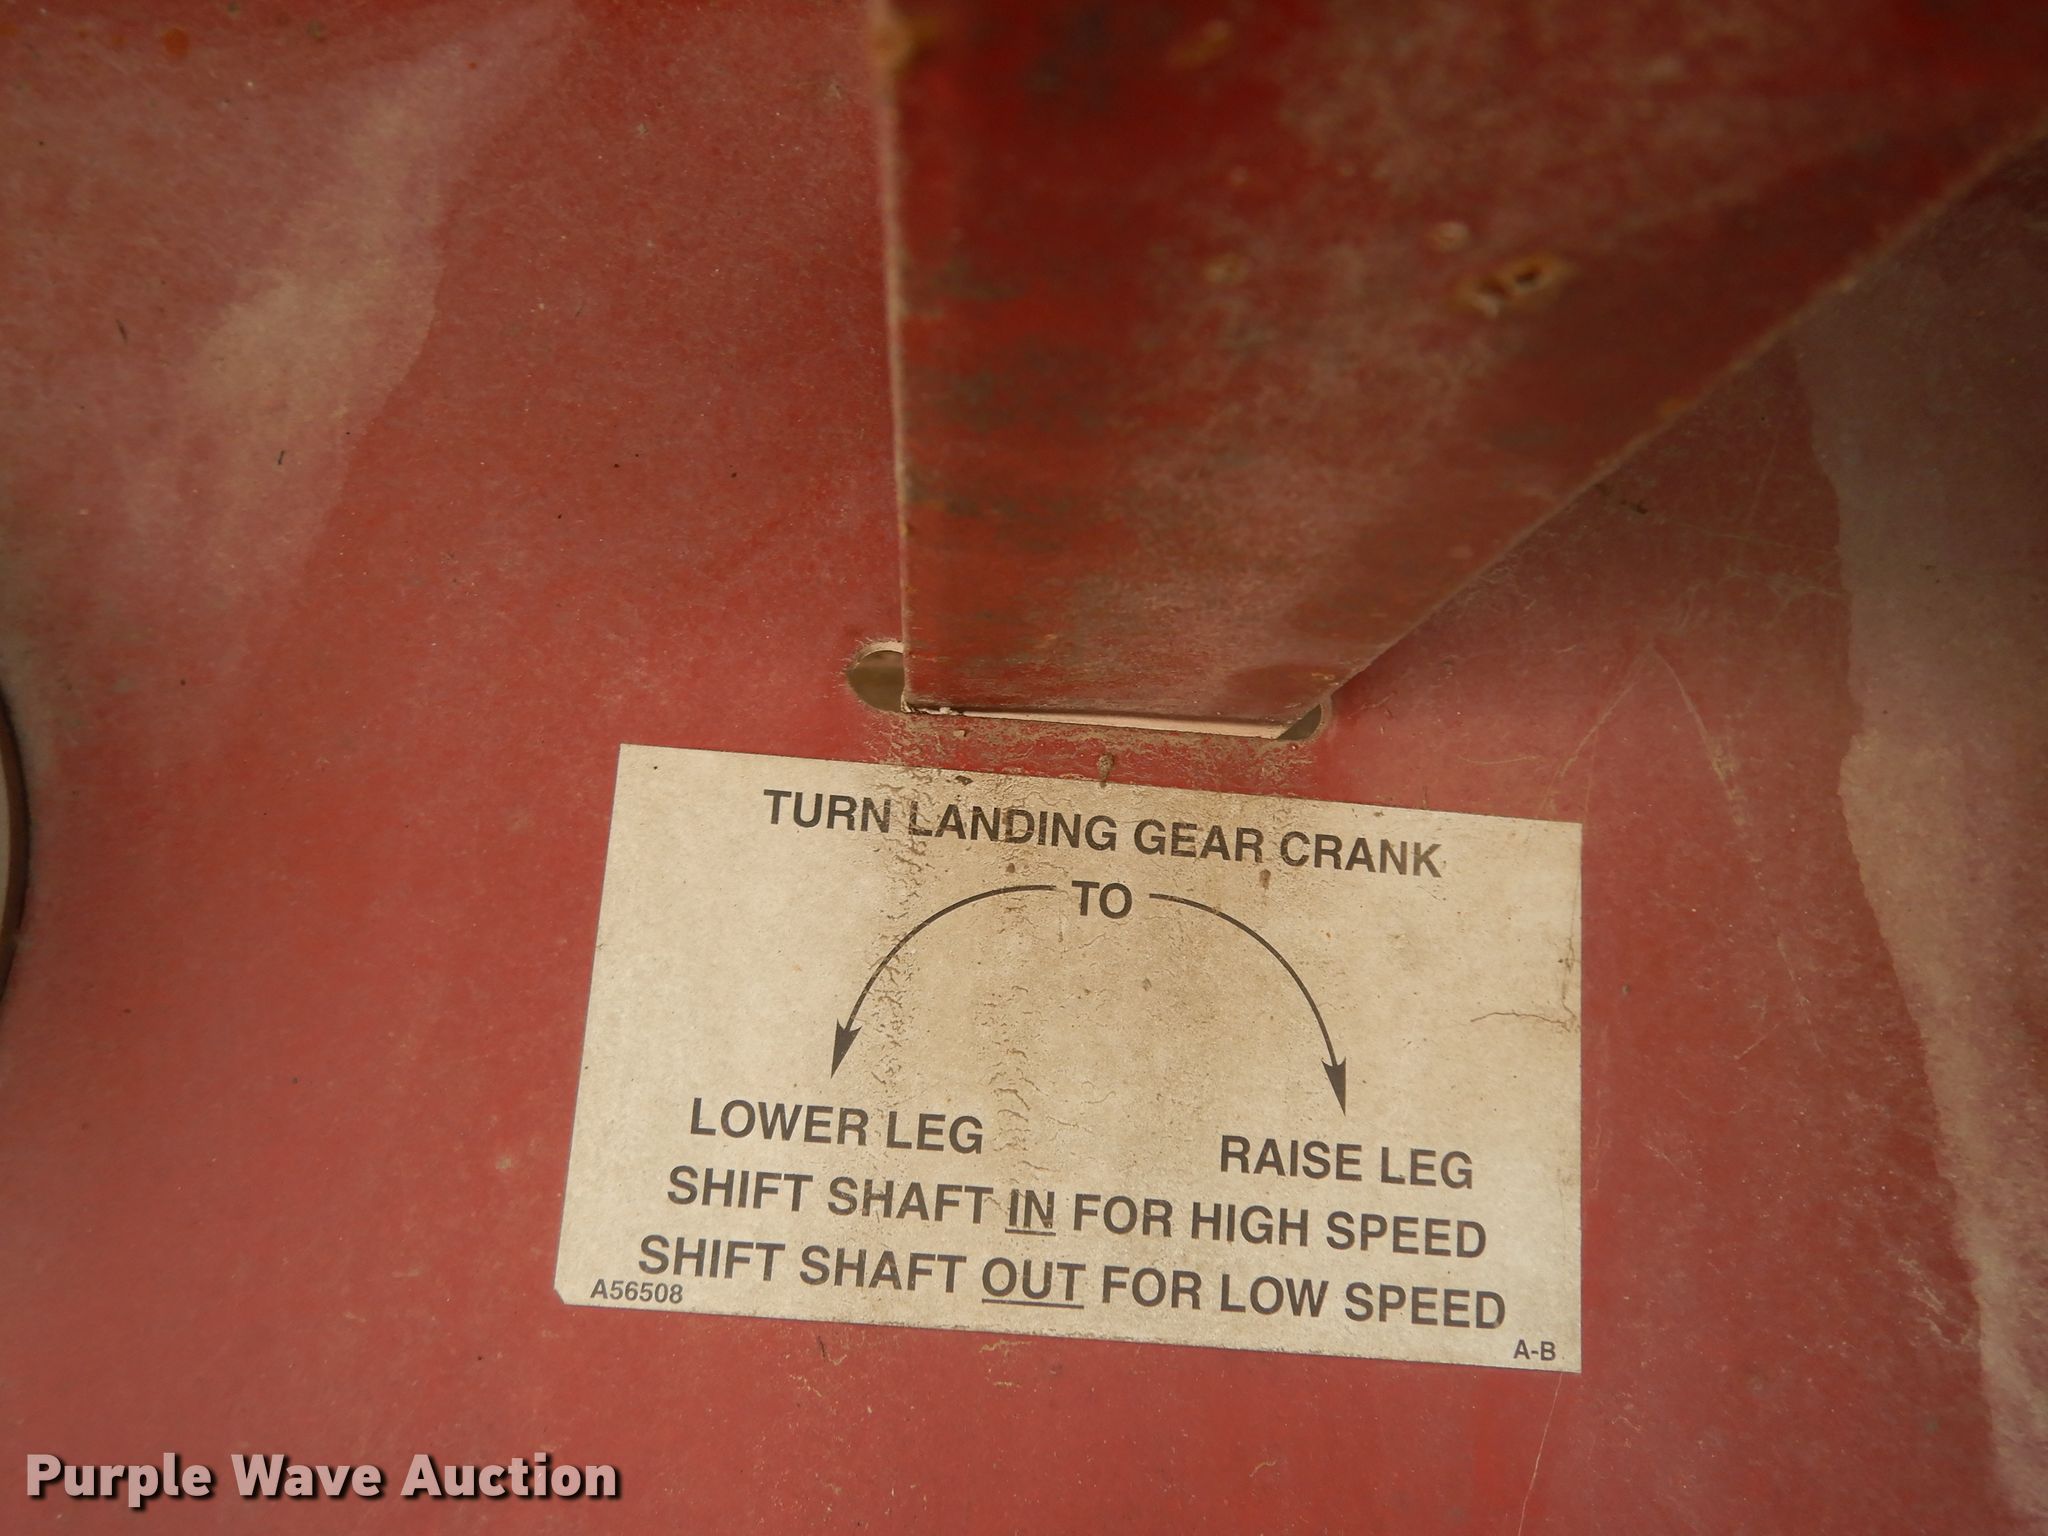 TURN LANDING GEAR CRANK
TO
LOWER LEG
RAISE LEG
SHIFT SHAFT IN FOR HIGH SPEED
SHIFT SHAFT OUT FOR LOW SPEED
A56508
A-B
Purple Wave Auction